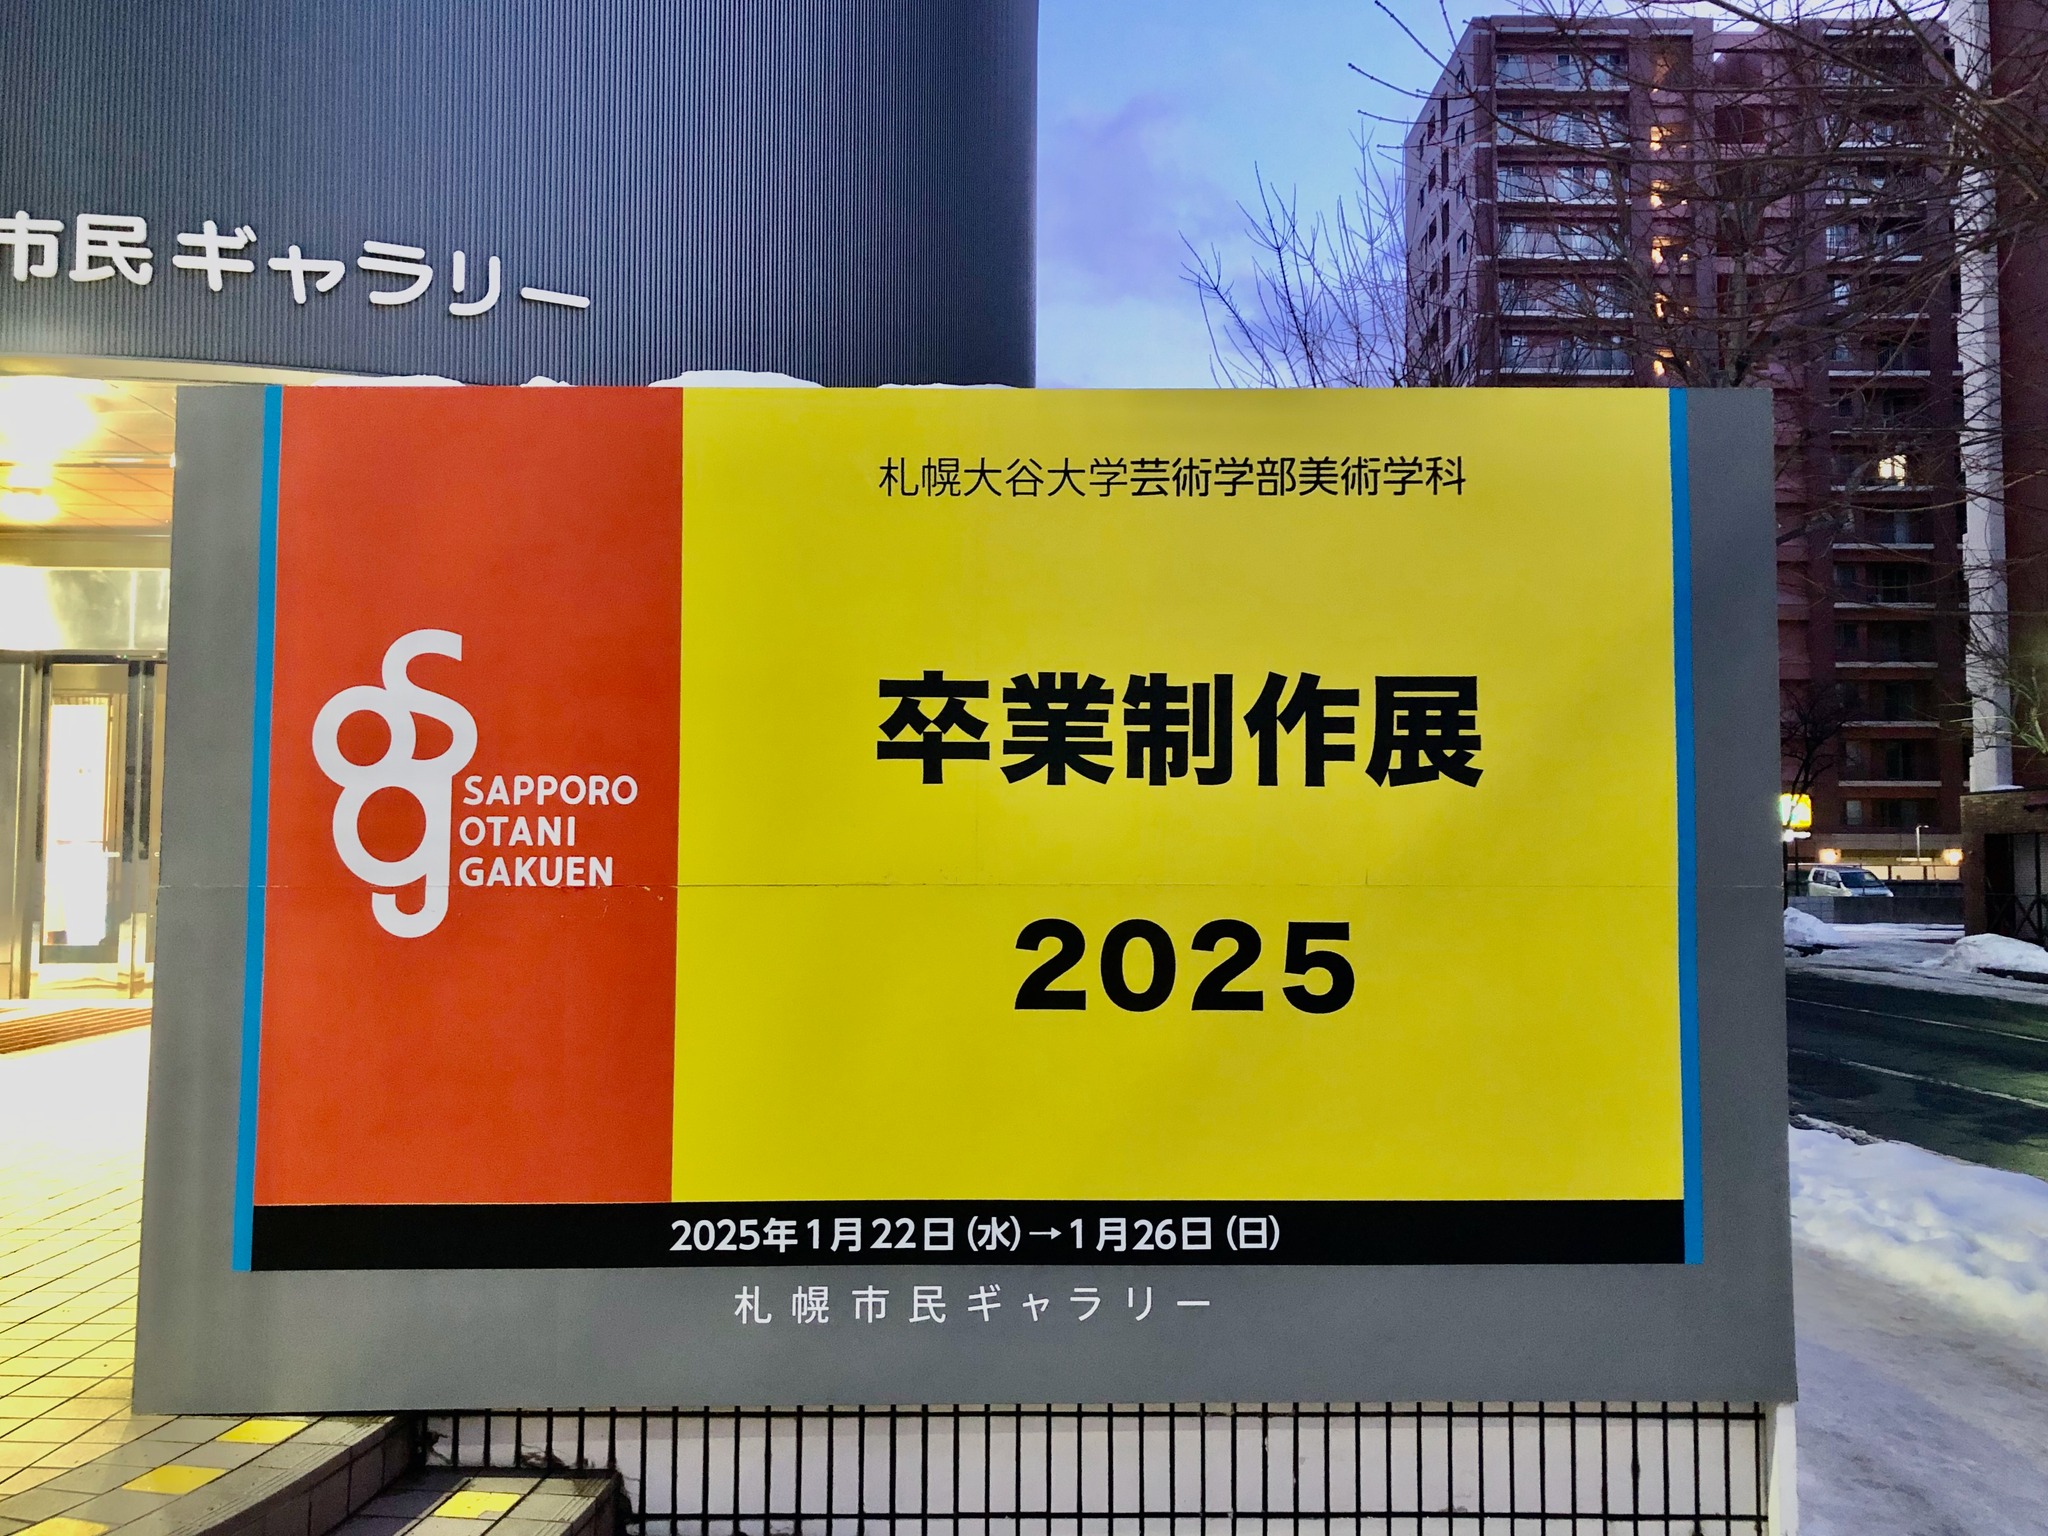 市民ギャラリー
札幌大谷大学芸術学部美術学科
卒業制作展
2025
SAPPORO
OTANI
GAKUEN
2025年1月22日(水)→1月26日(日)
札幌市民ギャラリー